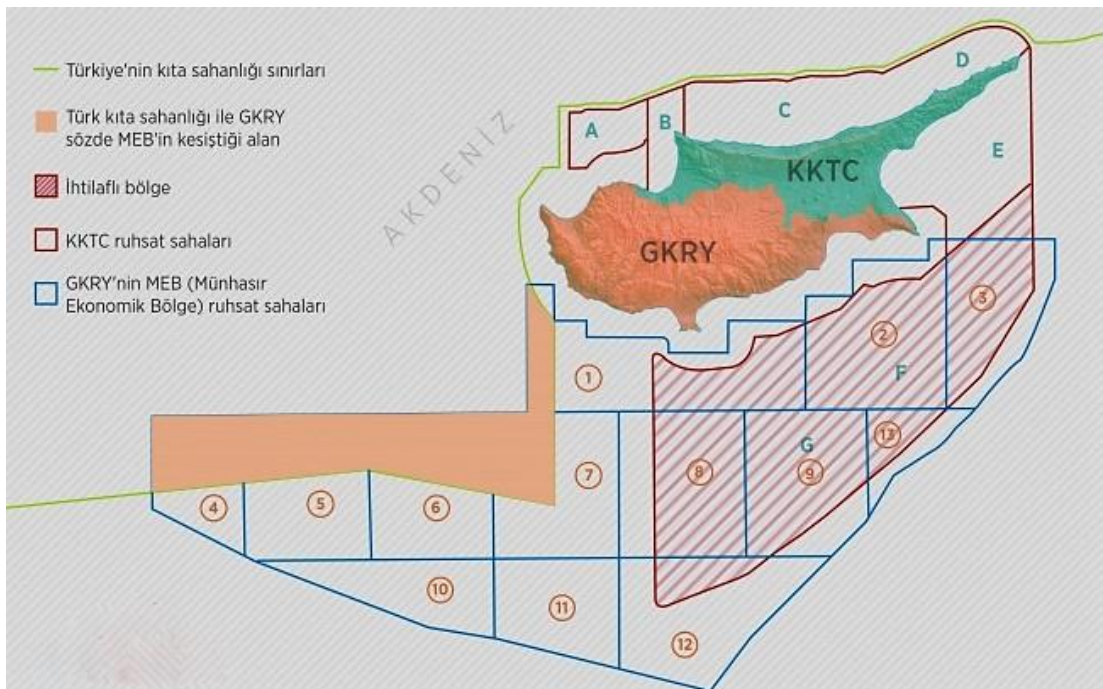 Türkiye'nin kıta sahanlığı sınırları
Türk kıta sahanlığı ile GKRY
sözde MEB'in kesiştiği alan
İhtilaflı bölge
KKTC ruhsat sahaları
GKRY'nin MEB (Münhasır
Ekonomik Bölge) ruhsat sahaları
AKDENİZ
A
B
C
D
E
KKTC
GKRY
3
2
1
F
13
G
7
8
9
4
5
6
10
11
12